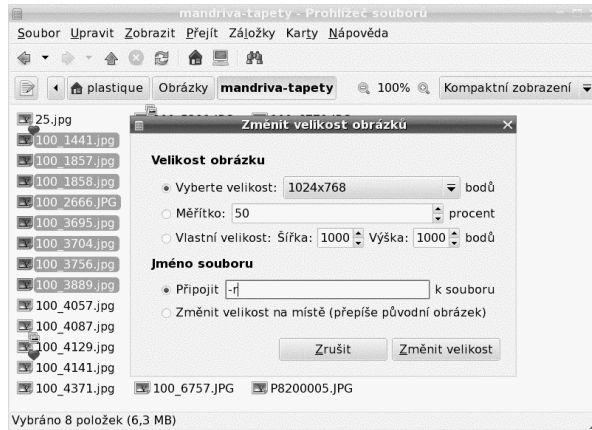 mandriva-tapety - Prohlížeč souborů
Soubor Upravit Zobrazit Přejít Záložky Karty Nápověda
plastique Obrázky mandriva-tapety 100% Kompaktní zobrazení
25.jpg
Změnit velikost obrázků
100_1441.jpg
100_1857.jpg
100_1858.jpg
100_2666.JPG
100_3695.jpg
100_3704.jpg
100_3756.jpg
100_3889.jpg
100_4057.jpg
100_4087.jpg
100_4129.jpg
100_4141.jpg
100_4371.jpg
100_6757.JPG
P8200005.JPG
Velikost obrázku
Vyberte velikost: 1024x768 bodů
Měřítko: 50 procent
Vlastní velikost: Šířka: 1000 Výška: 1000 bodů
Jméno souboru
Připojit -r k souboru
Změnit velikost na místě (přepíše původní obrázek)
Zrušit Změnit velikost
Vybráno 8 položek (6,3 MB)